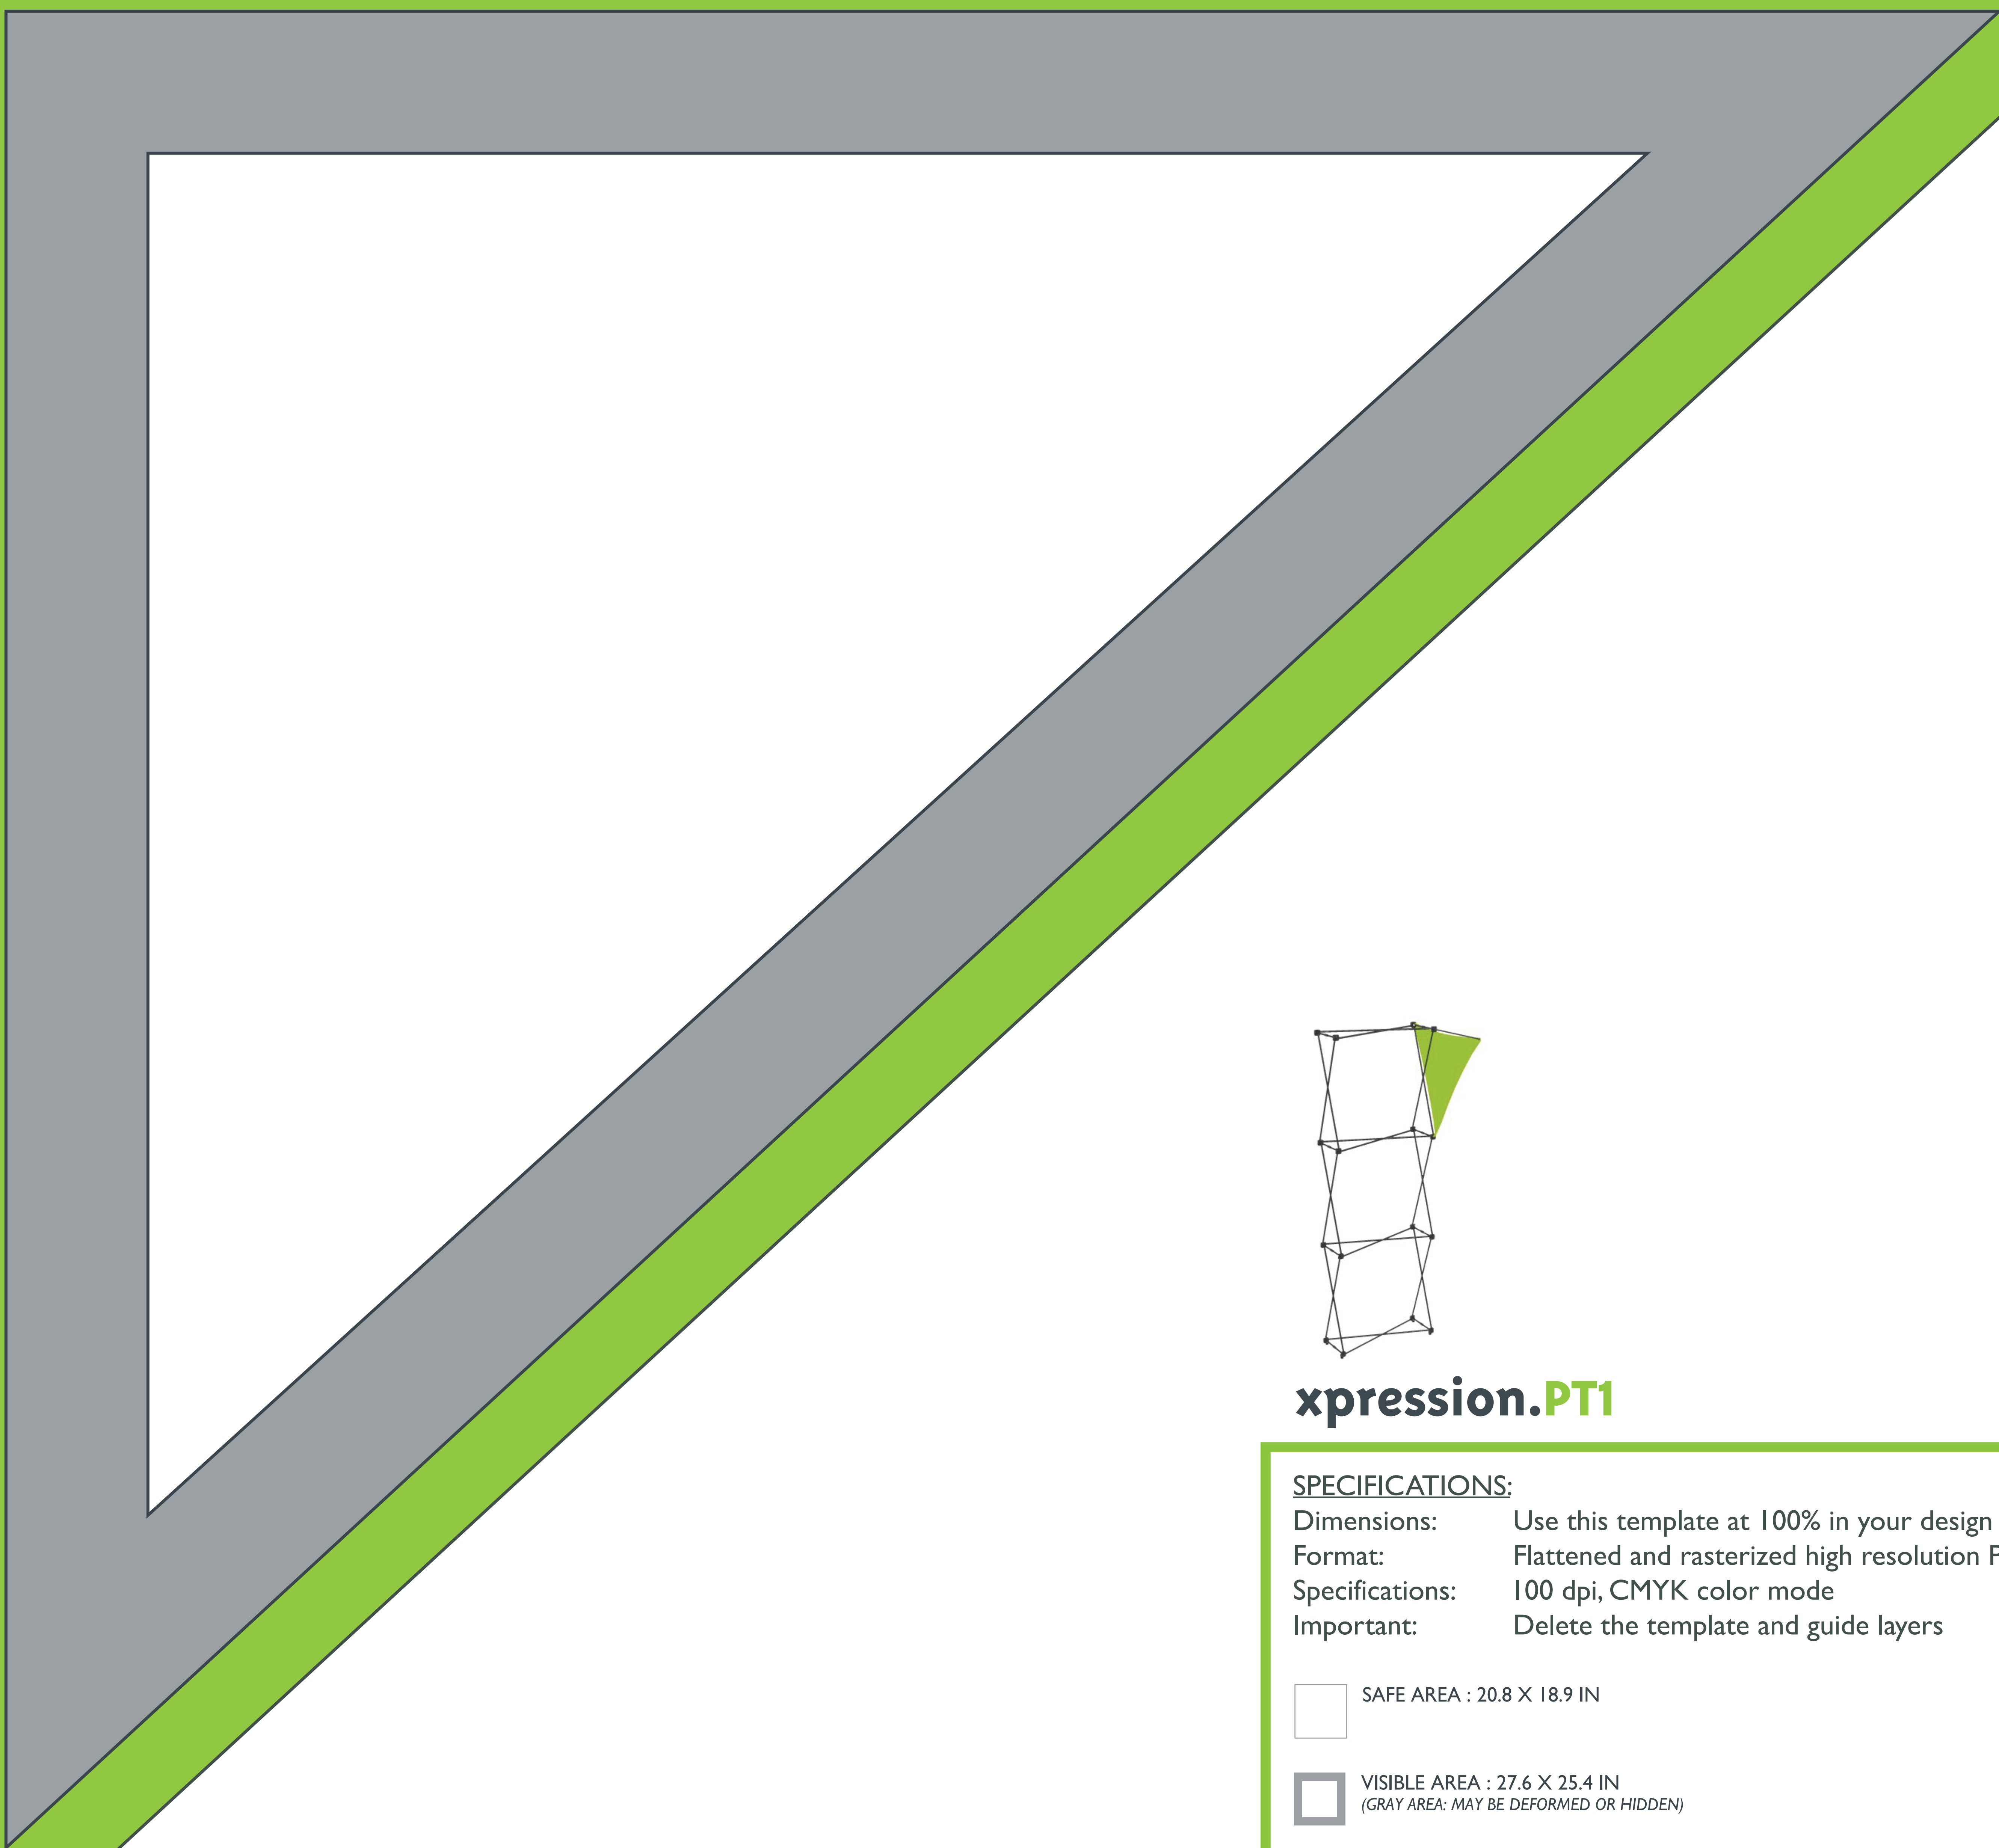 xpression.PT1
SPECIFICATIONS:
Dimensions: Use this template at 100% in your design
Format: Flattened and rasterized high resolution
Specifications: 100 dpi, CMYK color mode
Important: Delete the template and guide layers
SAFE AREA : 20.8 X 18.9 IN
VISIBLE AREA : 27.6 X 25.4 IN
(GRAY AREA: MAY BE DEFORMED OR HIDDEN)